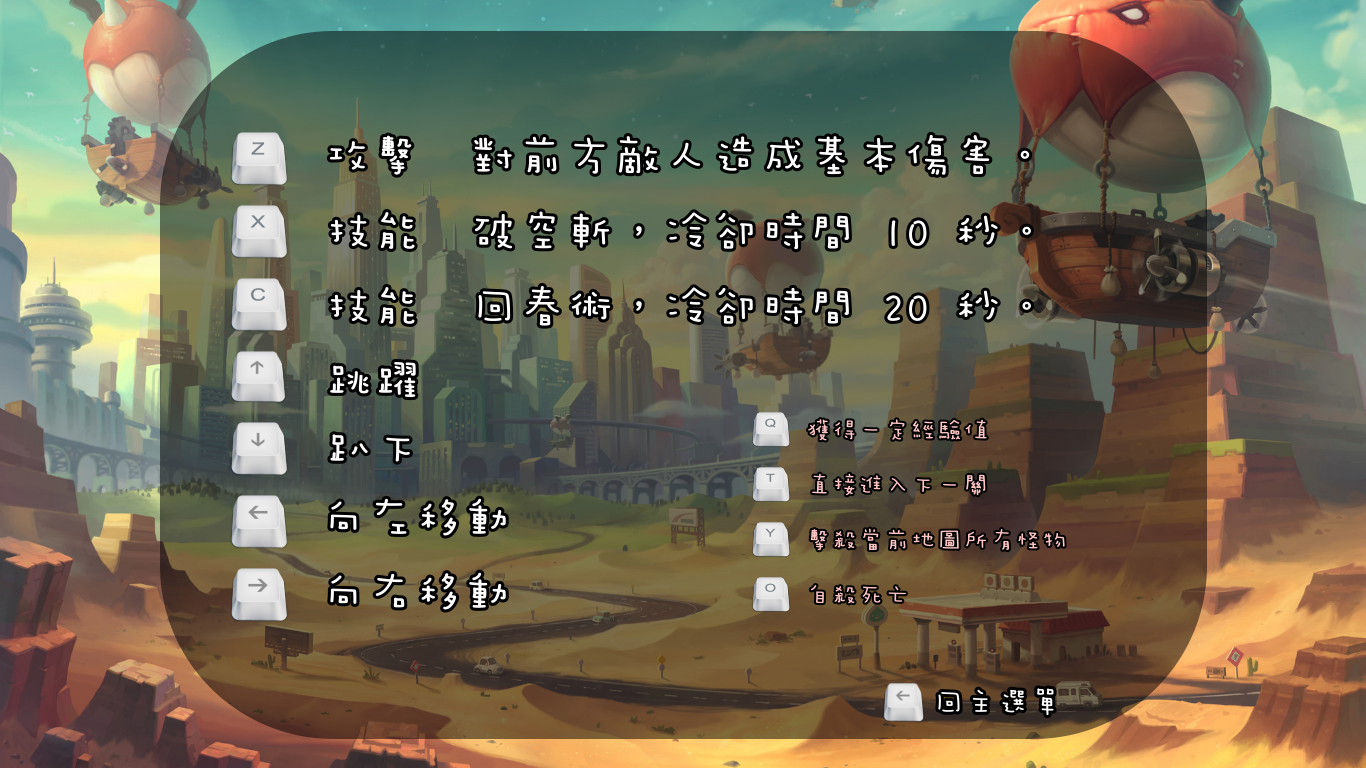 Z 攻擊 對前方敵人造成基本傷害。
X 技能 破空斬，冷卻時間 10 秒。
C 技能 回春術，冷卻時間 20 秒。
↑ 跳躍
↓ 趴下
← 向左移動
→ 向右移動
Q 獲得一定經驗值
T 直接進入下一關
Y 擊殺當前地圖所有怪物
O 自殺死亡
← 回主選單